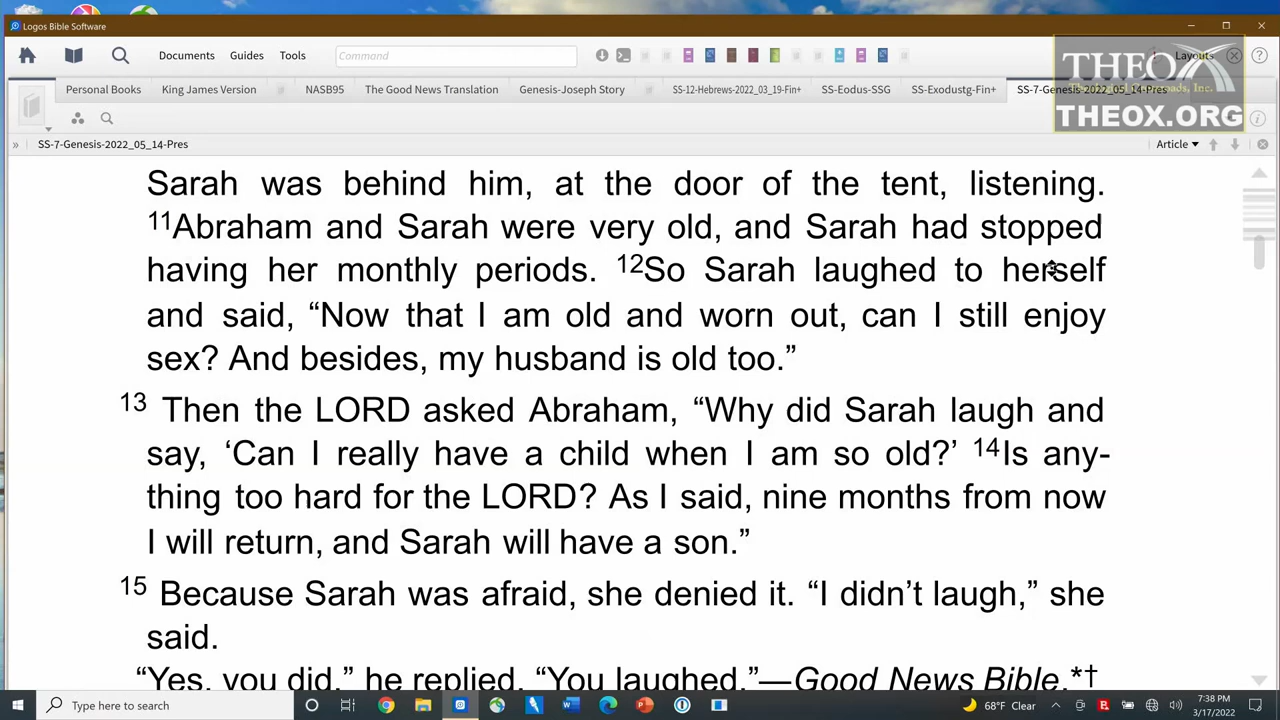 Logos Bible Software
Documents Guides Tools Command Layouts
THEOX
THEOX.ORG
Personal Books King James Version NASB95 The Good News Translation Genesis-Joseph Story SS-12-Hebrews-2022_03_19-Fin+ SS-Eodus-SSG SS-Exodustg-Fin+ SS-7-Genesis-2022_05_14-Pres
» SS-7-Genesis-2022_05_14-Pres Article
Sarah was behind him, at the door of the tent, listening.
11Abraham and Sarah were very old, and Sarah had stopped
having her monthly periods. 12So Sarah laughed to herself
and said, “Now that I am old and worn out, can I still enjoy
sex? And besides, my husband is old too.”
13 Then the LORD asked Abraham, “Why did Sarah laugh and
say, ‘Can I really have a child when I am so old?’ 14Is any-
thing too hard for the LORD? As I said, nine months from now
I will return, and Sarah will have a son.”
15 Because Sarah was afraid, she denied it. “I didn’t laugh,” she
said.
“Yes, you did,” he replied. “You laughed.”—Good News Bible.*†
Type here to search 68°F Clear 7:38 PM
3/17/2022